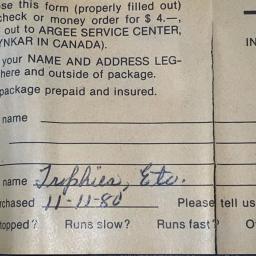 se this form (properly filled out)
check or money order for $ 4.—,
out to ARGEE SERVICE CENTER,
YNKAR IN CANADA).
IN
your NAME AND ADDRESS LEG-
here and outside of package.
package prepaid and insured.
name
name Trophies, Etc.
rchased 11-11-80 Please tell us
topped? Runs slow? Runs fast? O